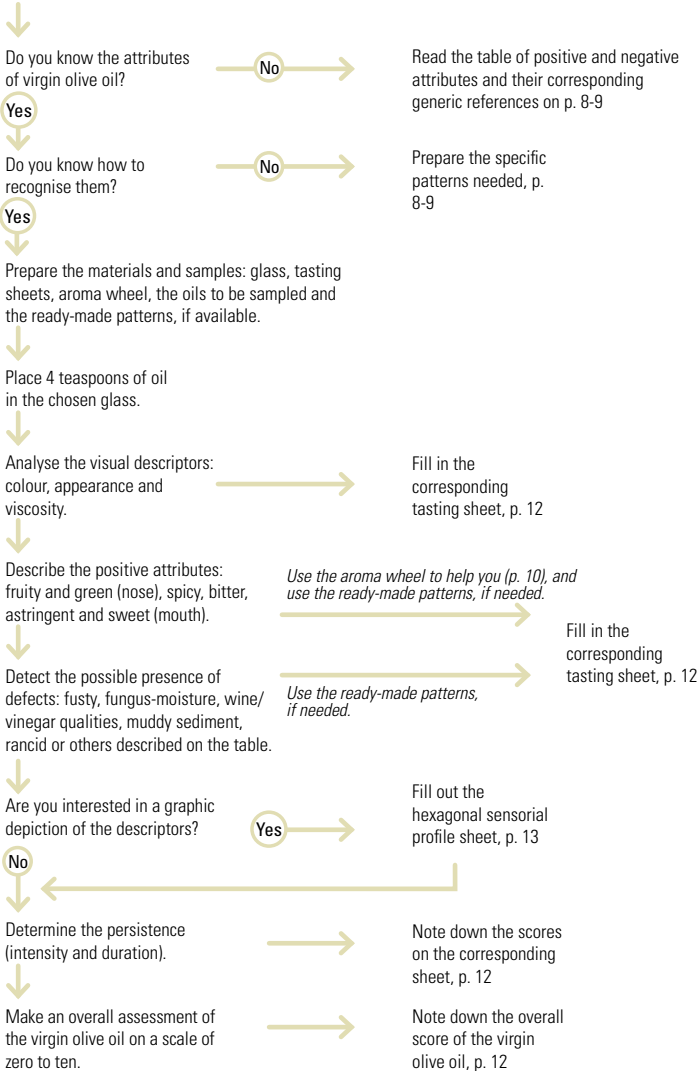 Do you know the attributes
of virgin olive oil?
No
Read the table of positive and negative
attributes and their corresponding
generic references on p. 8-9
Yes
Do you know how to
recognise them?
No
Prepare the specific
patterns needed, p.
8-9
Yes
Prepare the materials and samples: glass, tasting
sheets, aroma wheel, the oils to be sampled and
the ready-made patterns, if available.
Place 4 teaspoons of oil
in the chosen glass.
Analyse the visual descriptors:
colour, appearance and
viscosity.
Fill in the
corresponding
tasting sheet, p. 12
Describe the positive attributes:
fruity and green (nose), spicy, bitter,
astringent and sweet (mouth).
Use the aroma wheel to help you (p. 10), and
use the ready-made patterns, if needed.
Fill in the
corresponding
tasting sheet, p. 12
Detect the possible presence of
defects: fusty, fungus-moisture, wine/
vinegar qualities, muddy sediment,
rancid or others described on the table.
Use the ready-made patterns,
if needed.
Are you interested in a graphic
depiction of the descriptors?
Yes
Fill out the
hexagonal sensorial
profile sheet, p. 13
No
Determine the persistence
(intensity and duration).
Note down the scores
on the corresponding
sheet, p. 12
Make an overall assessment of
the virgin olive oil on a scale of
zero to ten.
Note down the overall
score of the virgin
olive oil, p. 12